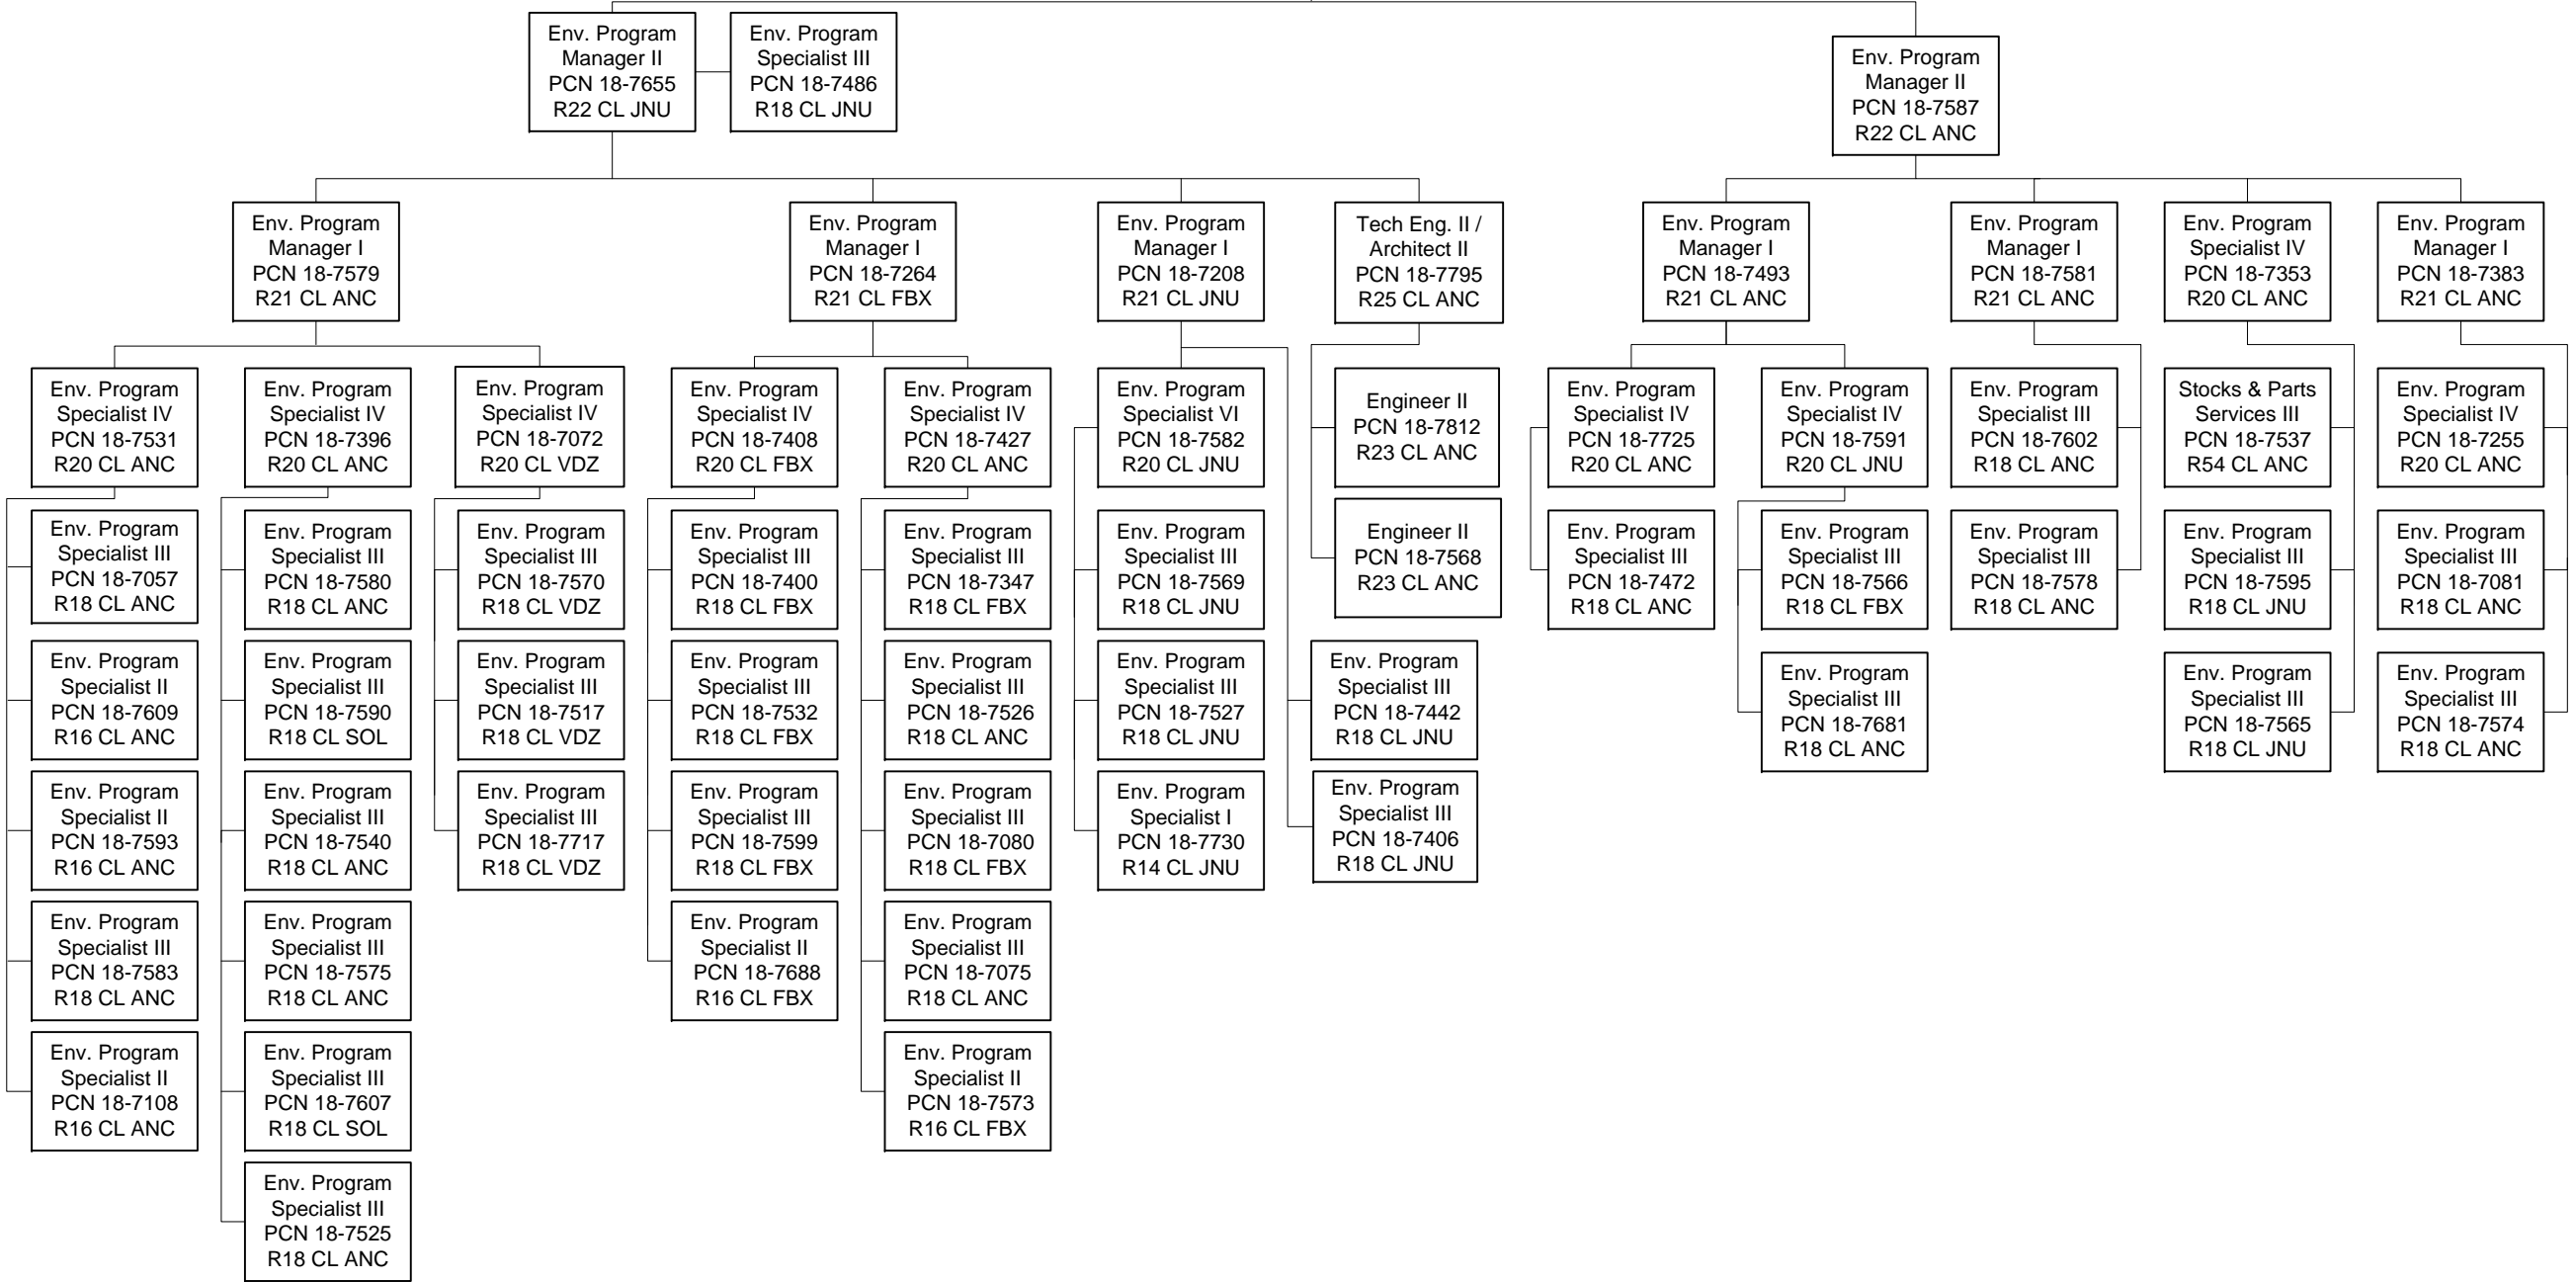 Env. Program
Manager II
PCN 18-7655
R22 CL JNU
Env. Program
Specialist III
PCN 18-7486
R18 CL JNU
Env. Program
Manager II
PCN 18-7587
R22 CL ANC
Env. Program
Manager I
PCN 18-7579
R21 CL ANC
Env. Program
Manager I
PCN 18-7264
R21 CL FBX
Env. Program
Manager I
PCN 18-7208
R21 CL JNU
Tech Eng. II /
Architect II
PCN 18-7795
R25 CL ANC
Env. Program
Manager I
PCN 18-7493
R21 CL ANC
Env. Program
Manager I
PCN 18-7581
R21 CL ANC
Env. Program
Specialist IV
PCN 18-7353
R20 CL ANC
Env. Program
Manager I
PCN 18-7383
R21 CL ANC
Env. Program
Specialist IV
PCN 18-7531
R20 CL ANC
Env. Program
Specialist IV
PCN 18-7396
R20 CL ANC
Env. Program
Specialist IV
PCN 18-7072
R20 CL VDZ
Env. Program
Specialist IV
PCN 18-7408
R20 CL FBX
Env. Program
Specialist IV
PCN 18-7427
R20 CL ANC
Env. Program
Specialist VI
PCN 18-7582
R20 CL JNU
Engineer II
PCN 18-7812
R23 CL ANC
Env. Program
Specialist IV
PCN 18-7725
R20 CL ANC
Env. Program
Specialist IV
PCN 18-7591
R20 CL JNU
Env. Program
Specialist III
PCN 18-7602
R18 CL ANC
Stocks & Parts
Services III
PCN 18-7537
R54 CL ANC
Env. Program
Specialist IV
PCN 18-7255
R20 CL ANC
Env. Program
Specialist III
PCN 18-7057
R18 CL ANC
Env. Program
Specialist III
PCN 18-7580
R18 CL ANC
Env. Program
Specialist III
PCN 18-7570
R18 CL VDZ
Env. Program
Specialist III
PCN 18-7400
R18 CL FBX
Env. Program
Specialist III
PCN 18-7347
R18 CL FBX
Env. Program
Specialist III
PCN 18-7569
R18 CL JNU
Engineer II
PCN 18-7568
R23 CL ANC
Env. Program
Specialist III
PCN 18-7472
R18 CL ANC
Env. Program
Specialist III
PCN 18-7566
R18 CL FBX
Env. Program
Specialist III
PCN 18-7578
R18 CL ANC
Env. Program
Specialist III
PCN 18-7595
R18 CL JNU
Env. Program
Specialist III
PCN 18-7081
R18 CL ANC
Env. Program
Specialist II
PCN 18-7609
R16 CL ANC
Env. Program
Specialist III
PCN 18-7590
R18 CL SOL
Env. Program
Specialist III
PCN 18-7517
R18 CL VDZ
Env. Program
Specialist III
PCN 18-7532
R18 CL FBX
Env. Program
Specialist III
PCN 18-7526
R18 CL ANC
Env. Program
Specialist III
PCN 18-7527
R18 CL JNU
Env. Program
Specialist III
PCN 18-7442
R18 CL JNU
Env. Program
Specialist III
PCN 18-7681
R18 CL ANC
Env. Program
Specialist III
PCN 18-7565
R18 CL JNU
Env. Program
Specialist III
PCN 18-7574
R18 CL ANC
Env. Program
Specialist II
PCN 18-7593
R16 CL ANC
Env. Program
Specialist III
PCN 18-7540
R18 CL ANC
Env. Program
Specialist III
PCN 18-7717
R18 CL VDZ
Env. Program
Specialist III
PCN 18-7599
R18 CL FBX
Env. Program
Specialist III
PCN 18-7080
R18 CL FBX
Env. Program
Specialist I
PCN 18-7730
R14 CL JNU
Env. Program
Specialist III
PCN 18-7406
R18 CL JNU
Env. Program
Specialist III
PCN 18-7583
R18 CL ANC
Env. Program
Specialist III
PCN 18-7575
R18 CL ANC
Env. Program
Specialist II
PCN 18-7688
R16 CL FBX
Env. Program
Specialist III
PCN 18-7075
R18 CL ANC
Env. Program
Specialist II
PCN 18-7108
R16 CL ANC
Env. Program
Specialist III
PCN 18-7607
R18 CL SOL
Env. Program
Specialist II
PCN 18-7573
R16 CL FBX
Env. Program
Specialist III
PCN 18-7525
R18 CL ANC